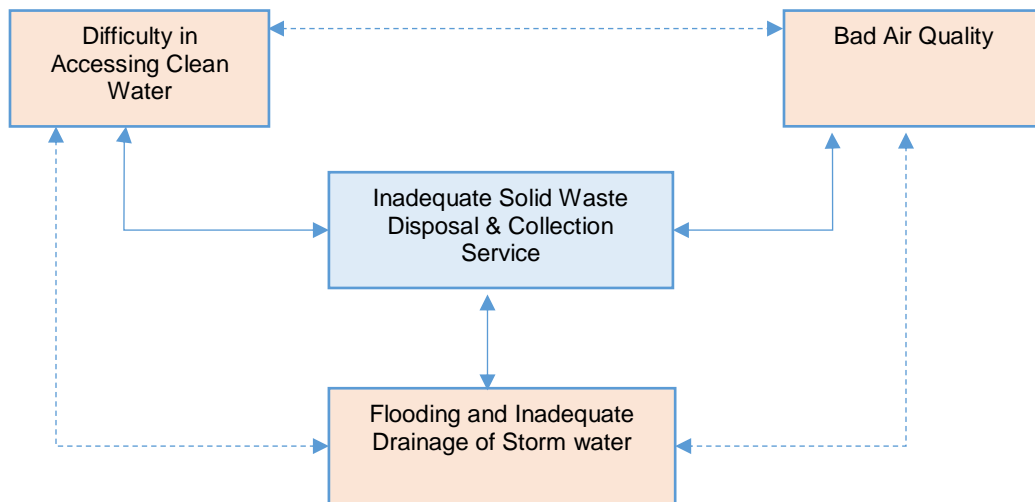 Difficulty in
Accessing Clean
Water
Bad Air Quality
Inadequate Solid Waste
Disposal & Collection
Service
Flooding and Inadequate
Drainage of Storm water